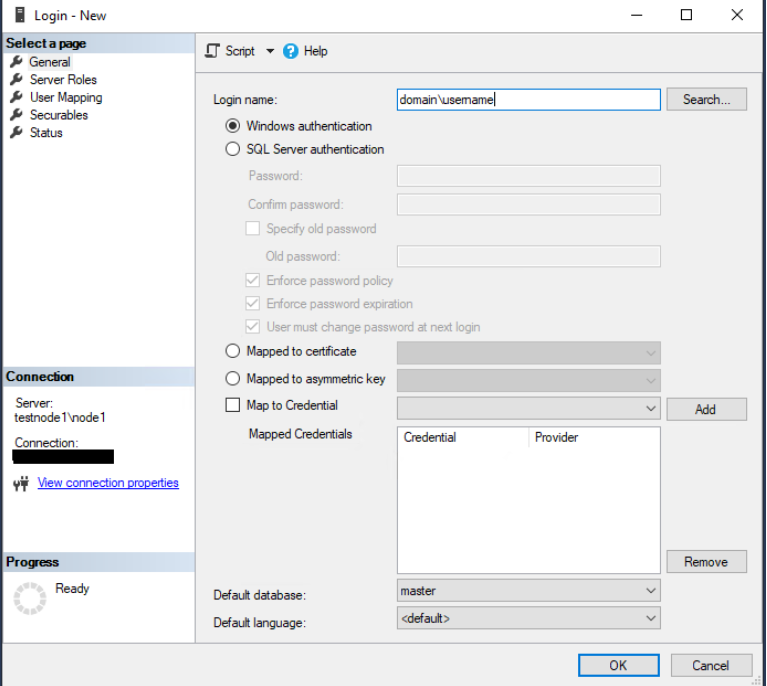 Login - New
Select a page
General
Server Roles
User Mapping
Securables
Status
Connection
Server:
testnode1\node1
Connection:
View connection properties
Progress
Ready
Script
Help
Login name:
domain\username
Search...
Windows authentication
SQL Server authentication
Password:
Confirm password:
Specify old password
Old password:
Enforce password policy
Enforce password expiration
User must change password at next login
Mapped to certificate
Mapped to asymmetric key
Map to Credential
Add
Mapped Credentials
Credential Provider
Remove
Default database: master
Default language: <default>
OK Cancel